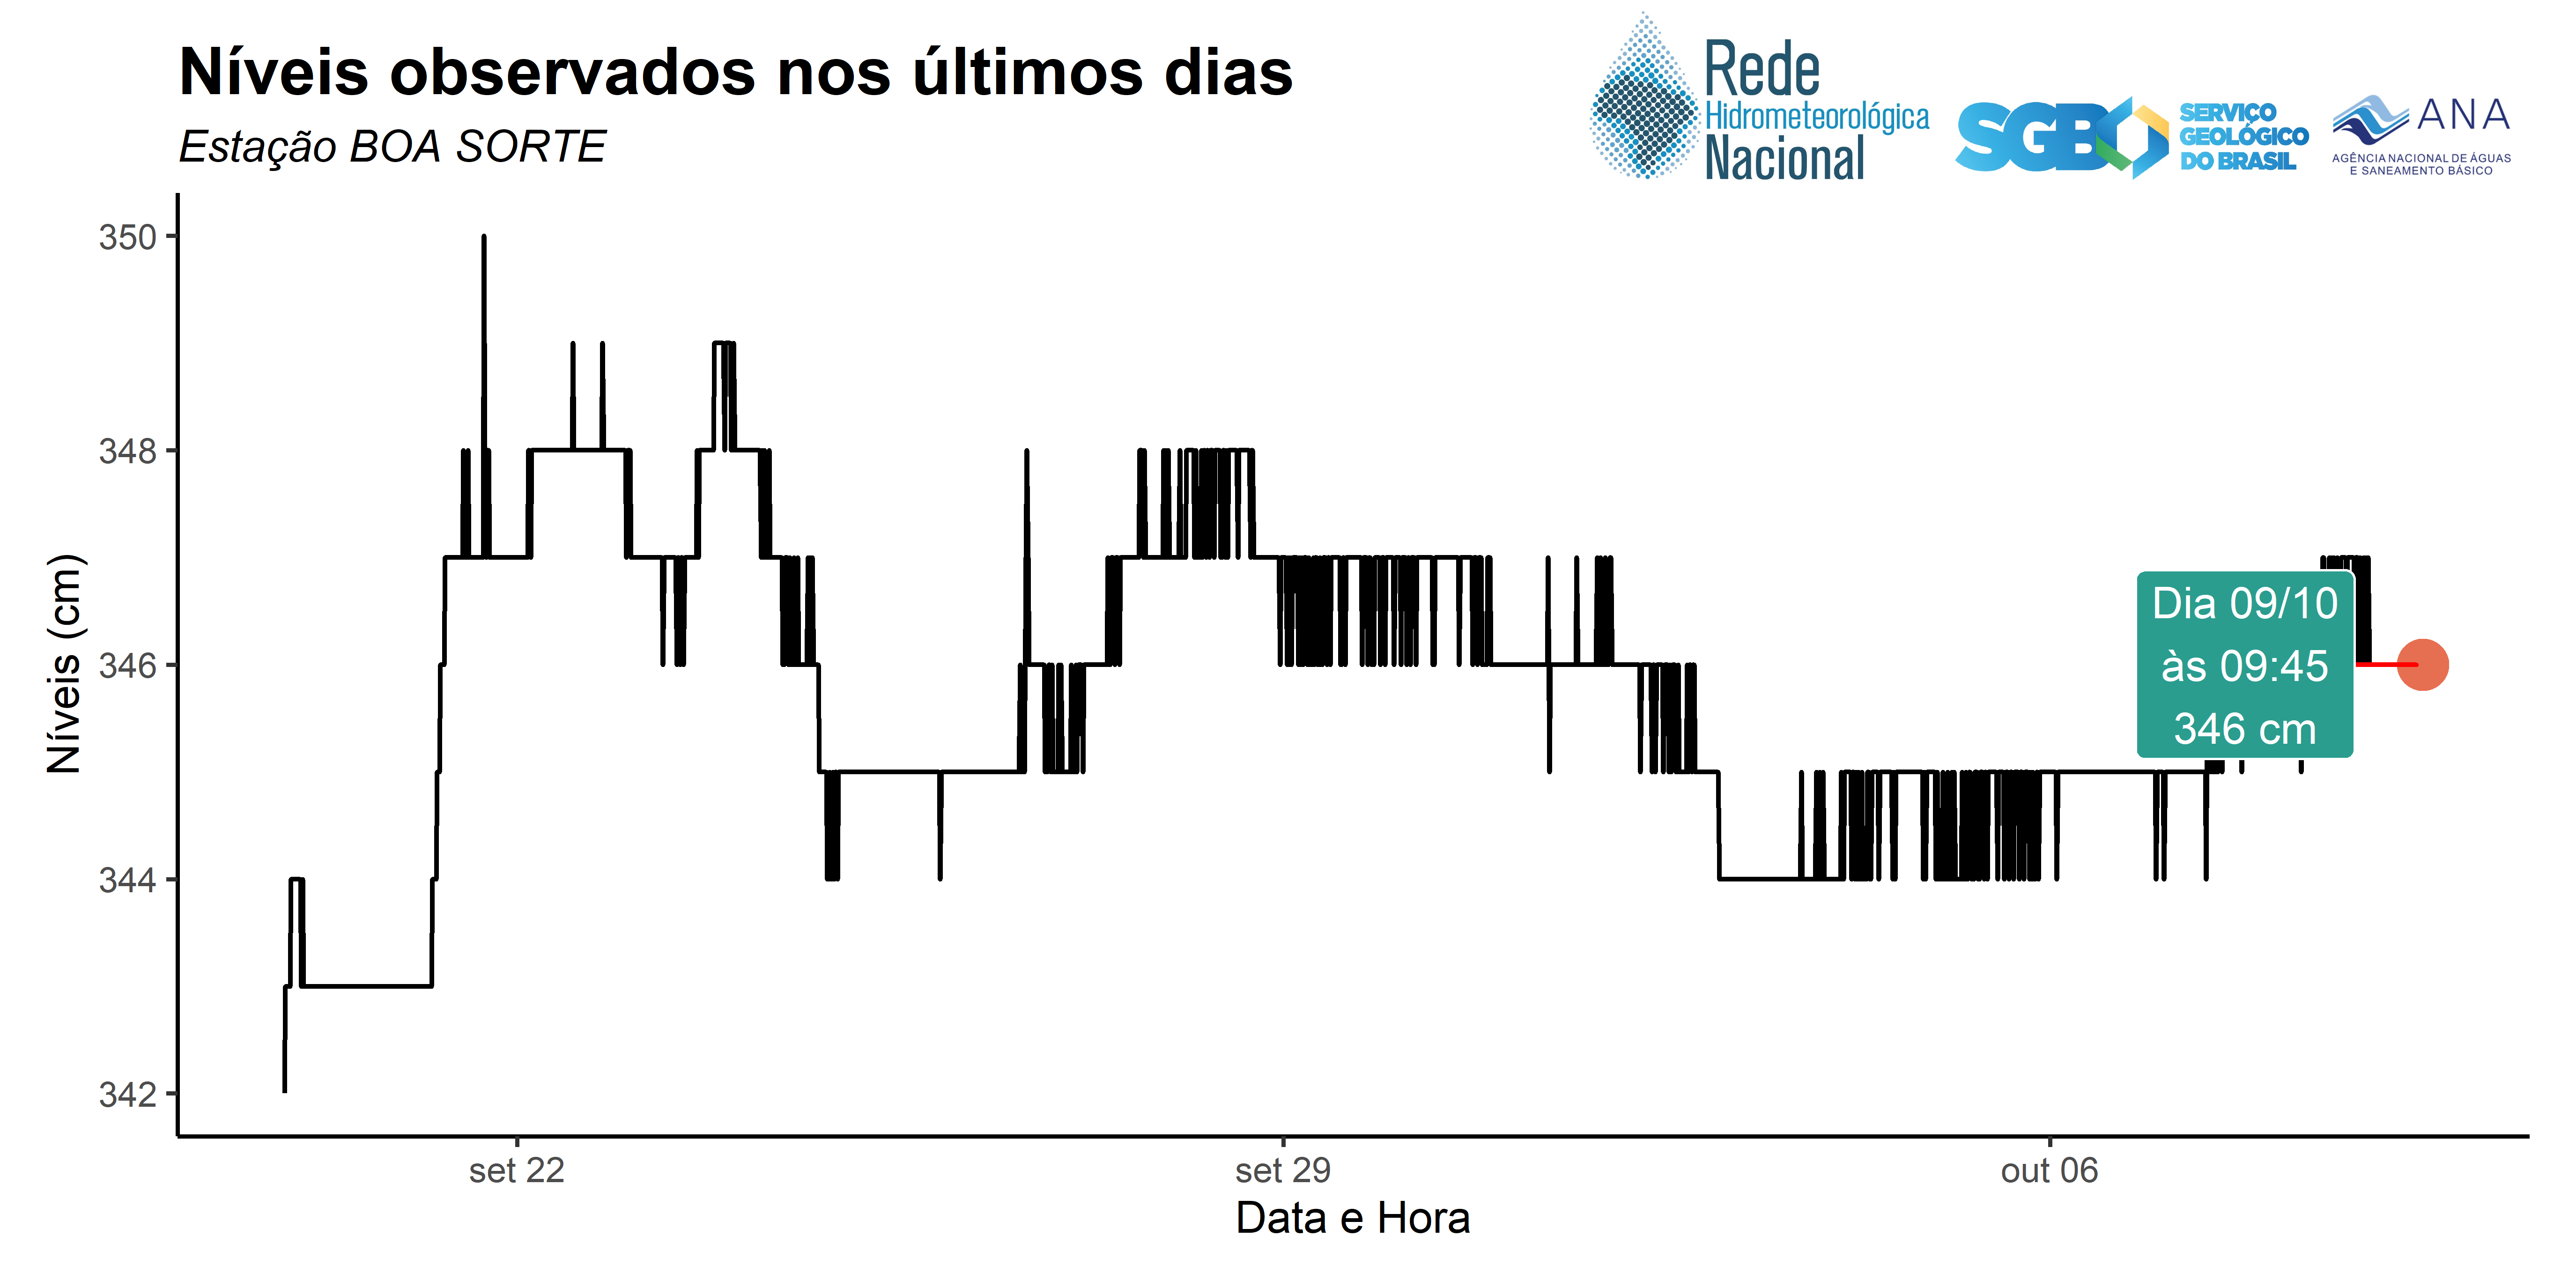 Níveis observados nos últimos dias
Estação BOA SORTE
Rede
Hidrometeorológica
Nacional
SGB
SERVIÇO
GEOLÓGICO
DO BRASIL
ANA
AGÊNCIA NACIONAL DE ÁGUAS
E SANEAMENTO BÁSICO
Níveis (cm)
350
348
346
344
342
Dia 09/10
às 09:45
346 cm
set 22
set 29
out 06
Data e Hora